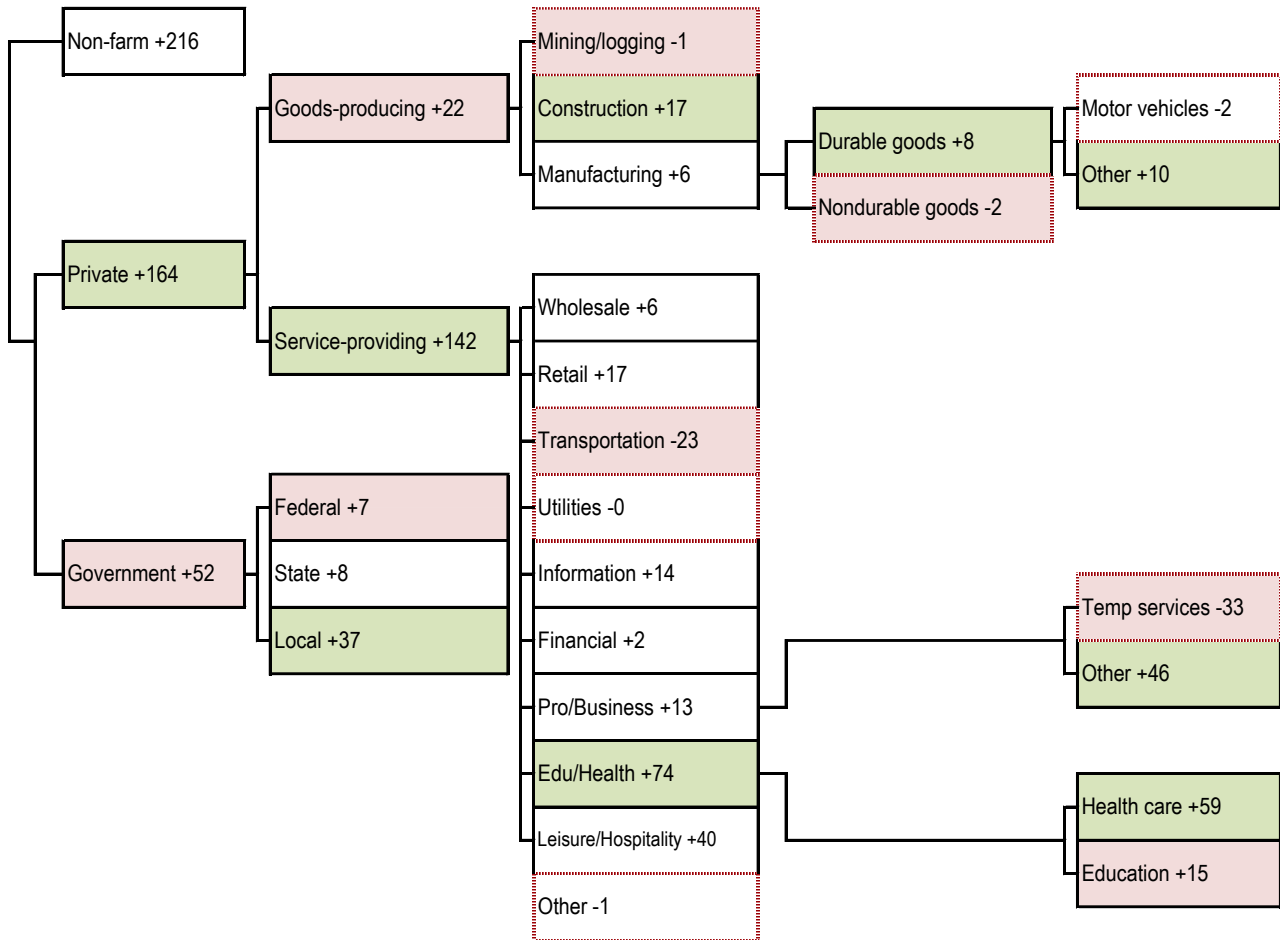 Non-farm +216
Private +164
Government +52
Goods-producing +22
Service-providing +142
Federal +7
State +8
Local +37
Mining/logging -1
Construction +17
Manufacturing +6
Wholesale +6
Retail +17
Transportation -23
Utilities -0
Information +14
Financial +2
Pro/Business +13
Edu/Health +74
Leisure/Hospitality +40
Other -1
Durable goods +8
Nondurable goods -2
Motor vehicles -2
Other +10
Temp services -33
Other +46
Health care +59
Education +15